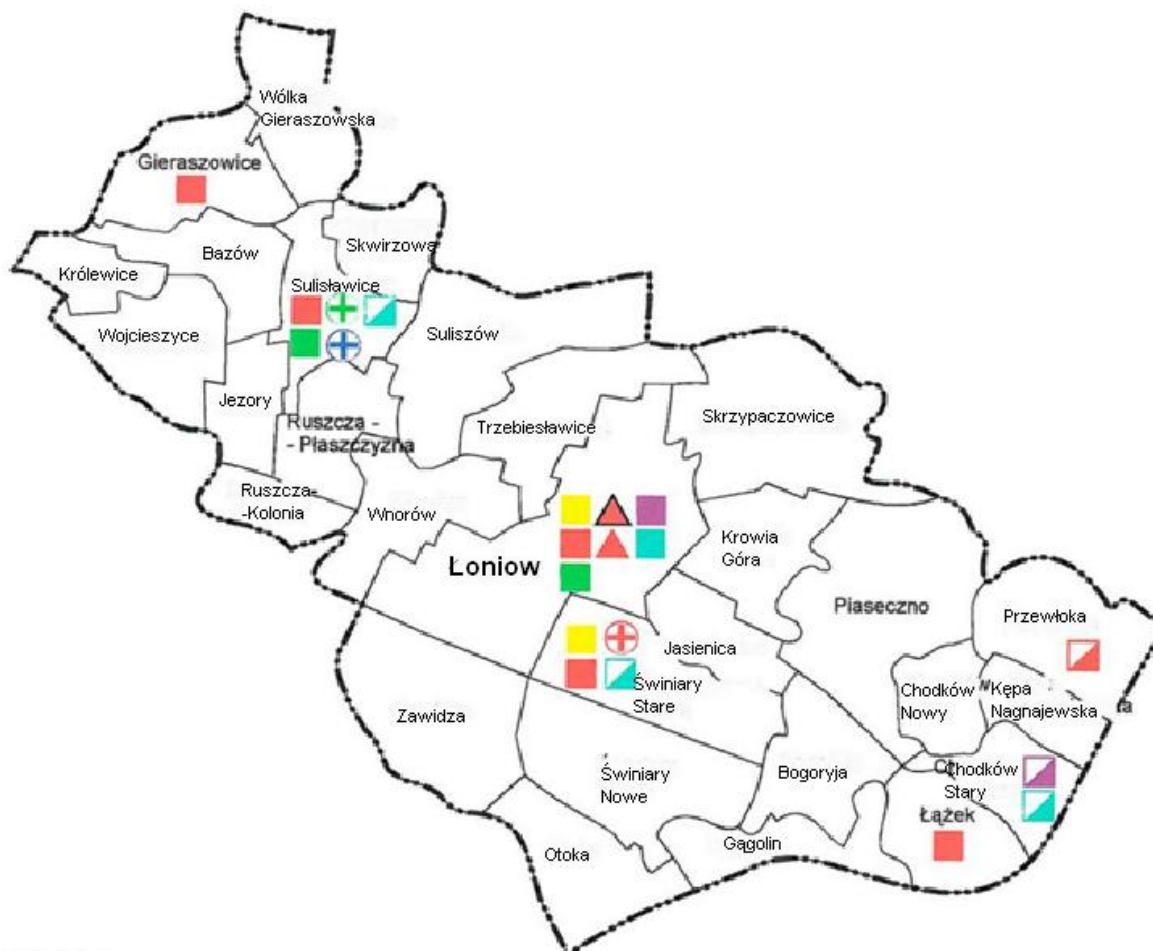 Wólka
Gieraszowska
Gieraszowice
Skwirzowa
Bazów
Królewice
Sulisławice
Wojcieszyce
Suliszów
Jezory
Skrzypaczowice
Ruszcza -
- Płaszczyzna
Trzebiesławice
Ruszcza-
-Kolonia
Wnorów
Krowia
Góra
Łoniow
Piaseczno
Przewłoka
Jasienica
Świniary
Stare
Chodków
Nowy
Kępa
Nagnajewska
Zawidza
Świniary
Nowe
Bogoryja
Chodków
Stary
Łążek
Otoka
Gągolin